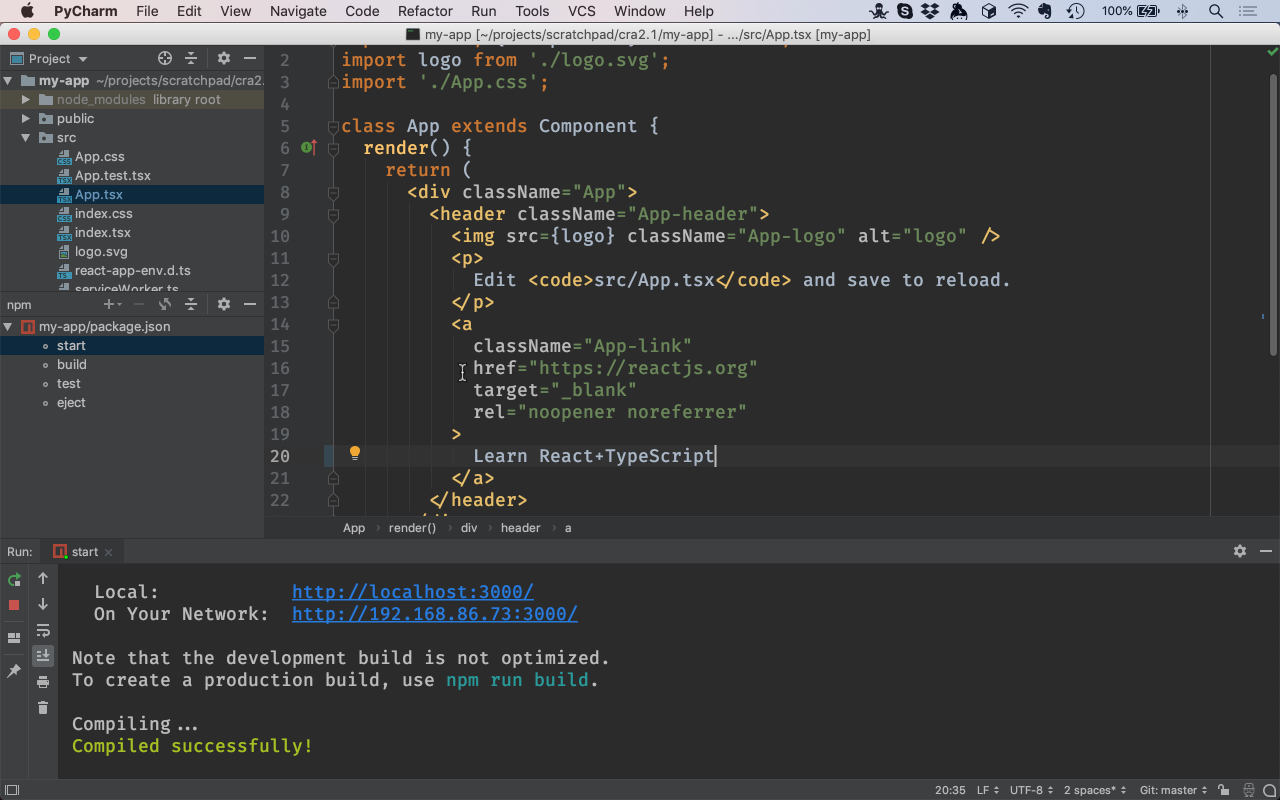 PyCharm File Edit View Navigate Code Refactor Run Tools VCS Window Help 100%
my-app [~/projects/scratchpad/cra2.1/my-app] - .../src/App.tsx [my-app]
Project
my-app ~/projects/scratchpad/cra2.
node_modules library root
public
src
App.css
App.test.tsx
App.tsx
index.css
index.tsx
logo.svg
react-app-env.d.ts
serviceWorker.ts
npm
my-app/package.json
start
build
test
eject
2 import logo from './logo.svg';
3 import './App.css';
4
5 class App extends Component {
6 render() {
7 return (
8 <div className="App">
9 <header className="App-header">
10 <img src={logo} className="App-logo" alt="logo" />
11 <p>
12 Edit <code>src/App.tsx</code> and save to reload.
13 </p>
14 <a
15 className="App-link"
16 href="https://reactjs.org"
17 target="_blank"
18 rel="noopener noreferrer"
19 >
20 Learn React+TypeScript
21 </a>
22 </header>
App render() div header a
Run: start
Local: http://localhost:3000/
On Your Network: http://192.168.86.73:3000/
Note that the development build is not optimized.
To create a production build, use npm run build.
Compiling...
Compiled successfully!
20:35 LF UTF-8 2 spaces* Git: master